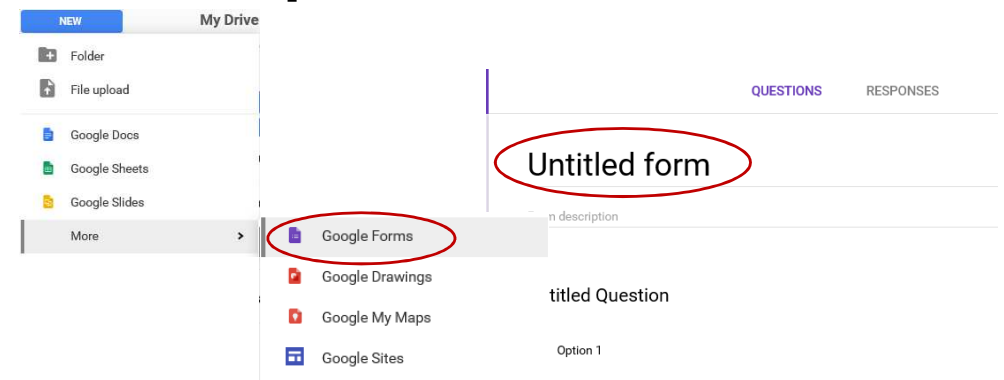 NEW
My Drive
Folder
File upload
Google Docs
Google Sheets
Google Slides
More
Google Forms
Google Drawings
Google My Maps
Google Sites
QUESTIONS RESPONSES
Untitled form
description
titled Question
Option 1